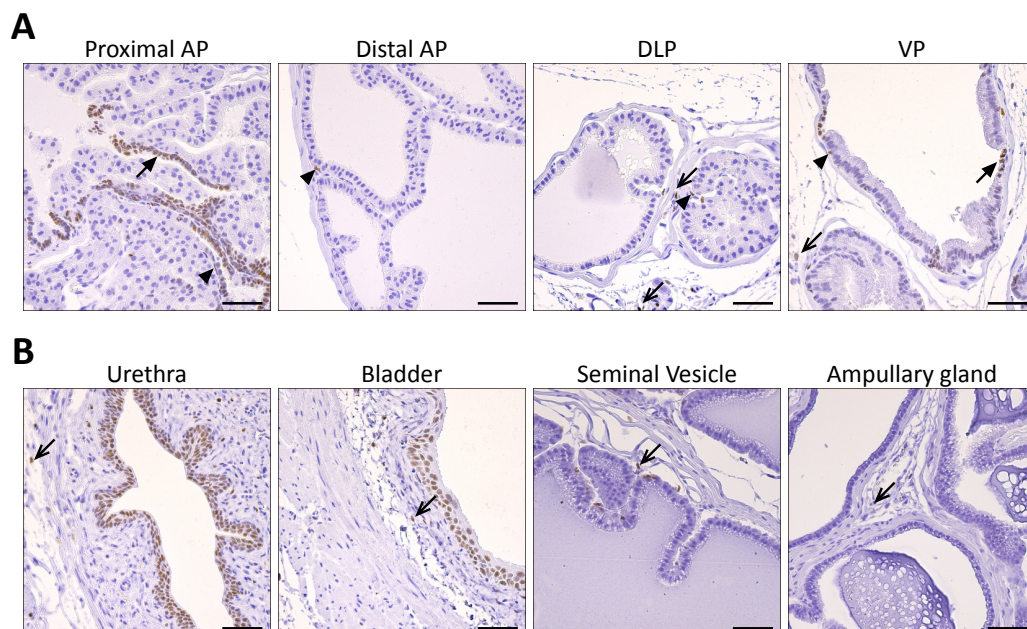 A
Proximal AP Distal AP DLP VP
B
Urethra Bladder Seminal Vesicle Ampullary gland